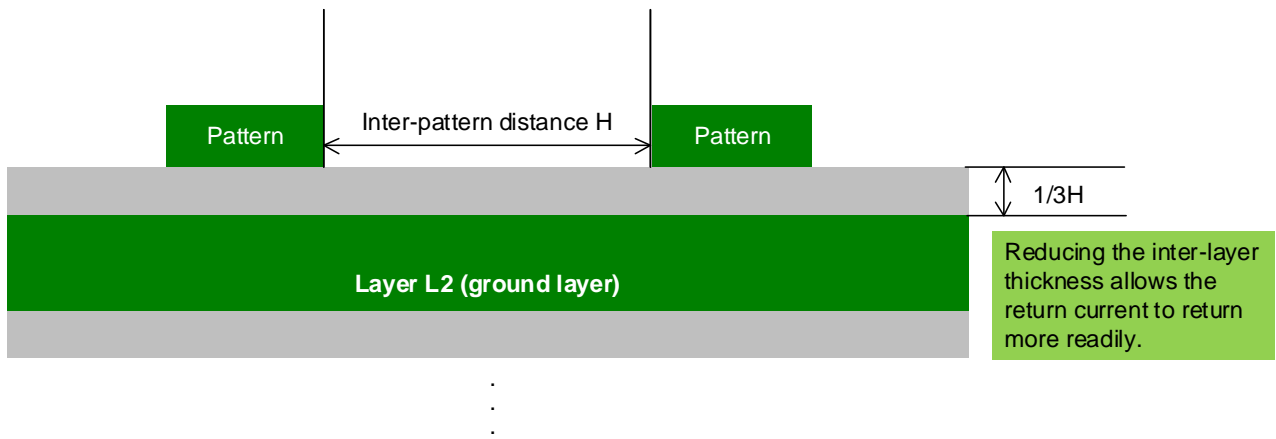 Inter-pattern distance H
Pattern
Pattern
1/3H
Layer L2 (ground layer)
Reducing the inter-layer
thickness allows the
return current to return
more readily.
.
.
.